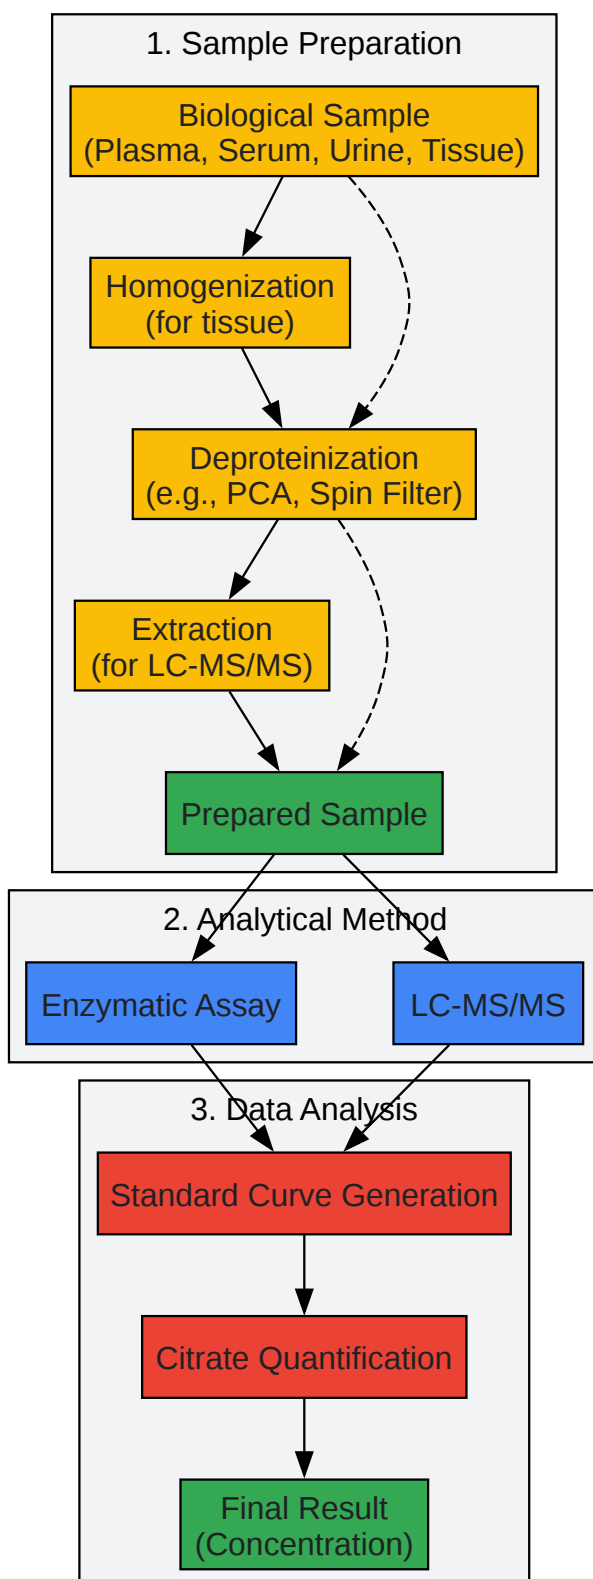 1. Sample Preparation
Biological Sample
(Plasma, Serum, Urine, Tissue)
Homogenization
(for tissue)
Deproteinization
(e.g., PCA, Spin Filter)
Extraction
(for LC-MS/MS)
Prepared Sample
2. Analytical Method
Enzymatic Assay
LC-MS/MS
3. Data Analysis
Standard Curve Generation
Citrate Quantification
Final Result
(Concentration)